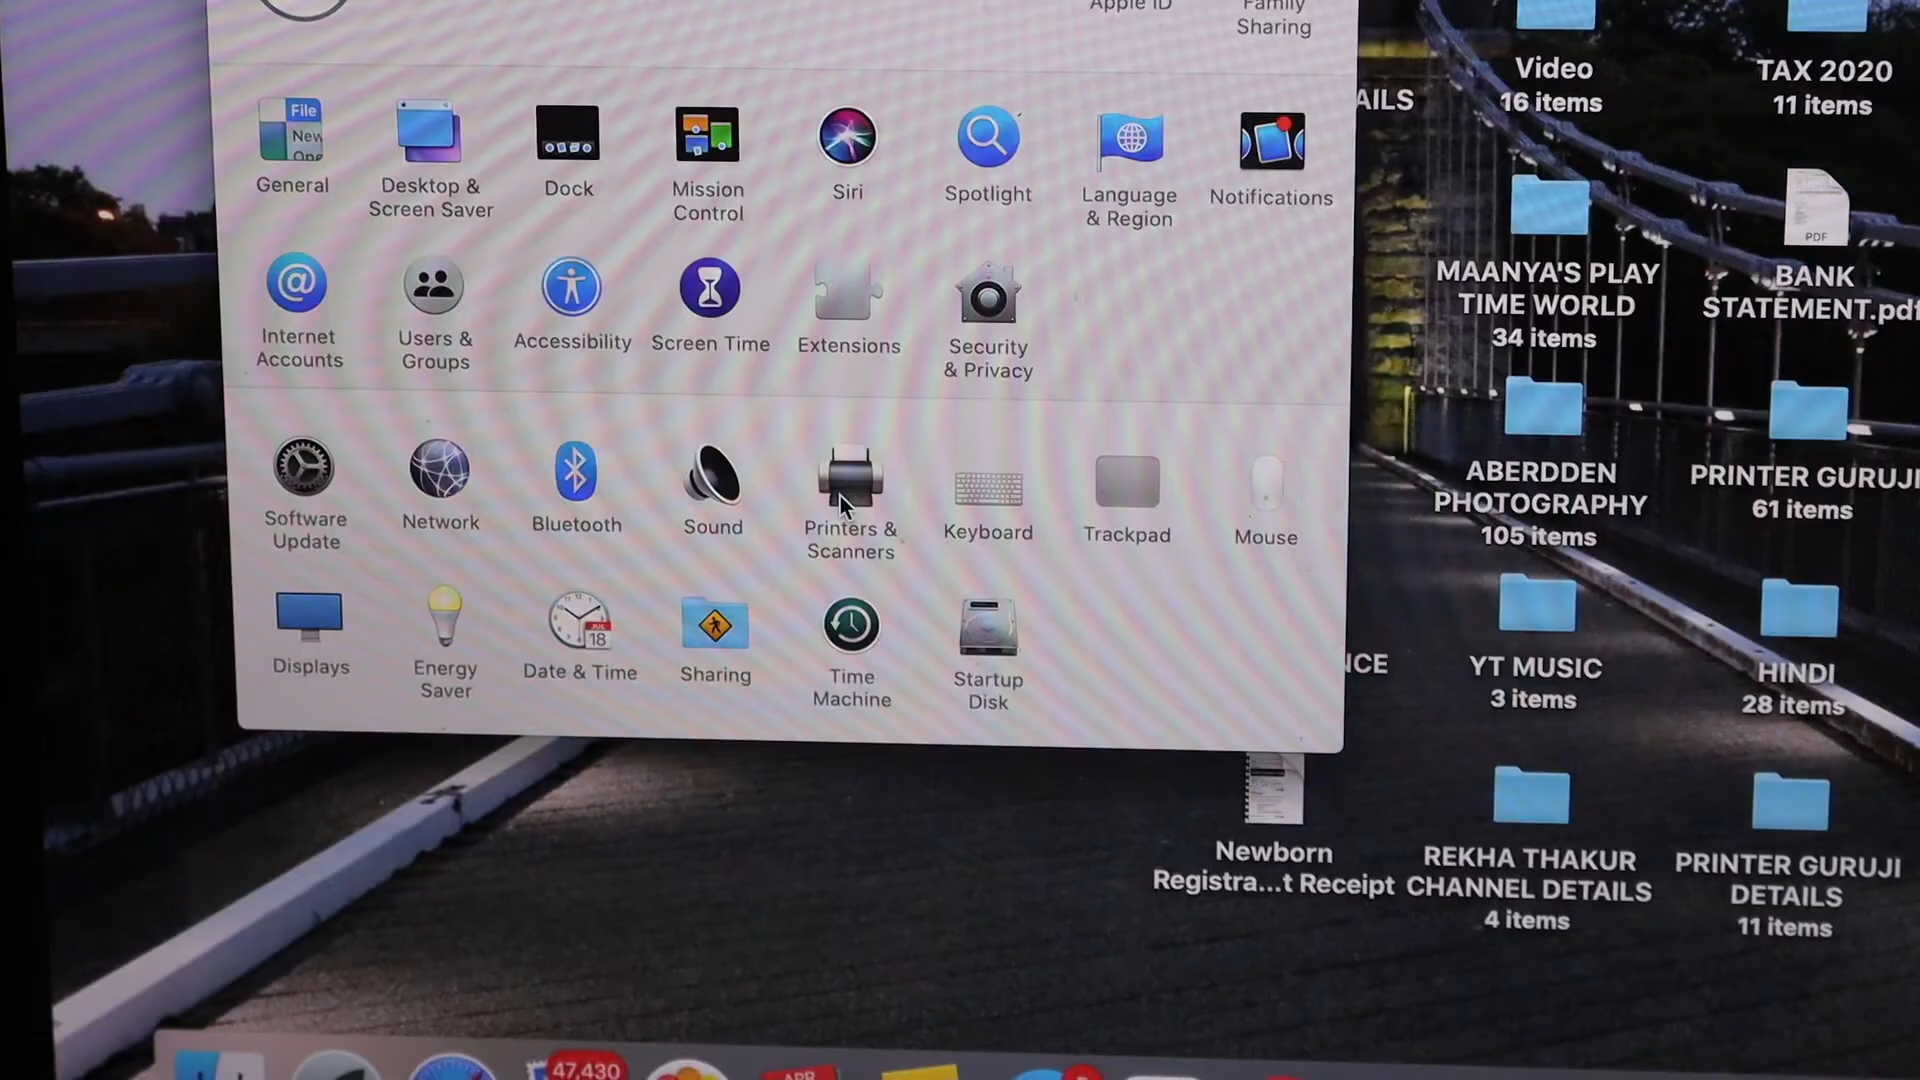 Apple ID
Family
Sharing
File
New
Ope
General
Desktop &
Screen Saver
Dock
Mission
Control
Siri
Spotlight
Language
& Region
Notifications
Internet
Accounts
Users &
Groups
Accessibility
Screen Time
Extensions
Security
& Privacy
Software
Update
Network
Bluetooth
Sound
Printers &
Scanners
Keyboard
Trackpad
Mouse
Displays
Energy
Saver
JUL
18
Date & Time
Sharing
Time
Machine
Startup
Disk
AILS
NCE
Video
16 items
TAX 2020
11 items
MAANYA'S PLAY
TIME WORLD
34 items
PDF
BANK
STATEMENT.pdf
ABERDDEN
PHOTOGRAPHY
105 items
PRINTER GURUJI
61 items
YT MUSIC
3 items
HINDI
28 items
Newborn
Registra...t Receipt
REKHA THAKUR
CHANNEL DETAILS
4 items
PRINTER GURUJI
DETAILS
11 items
47,430
APR